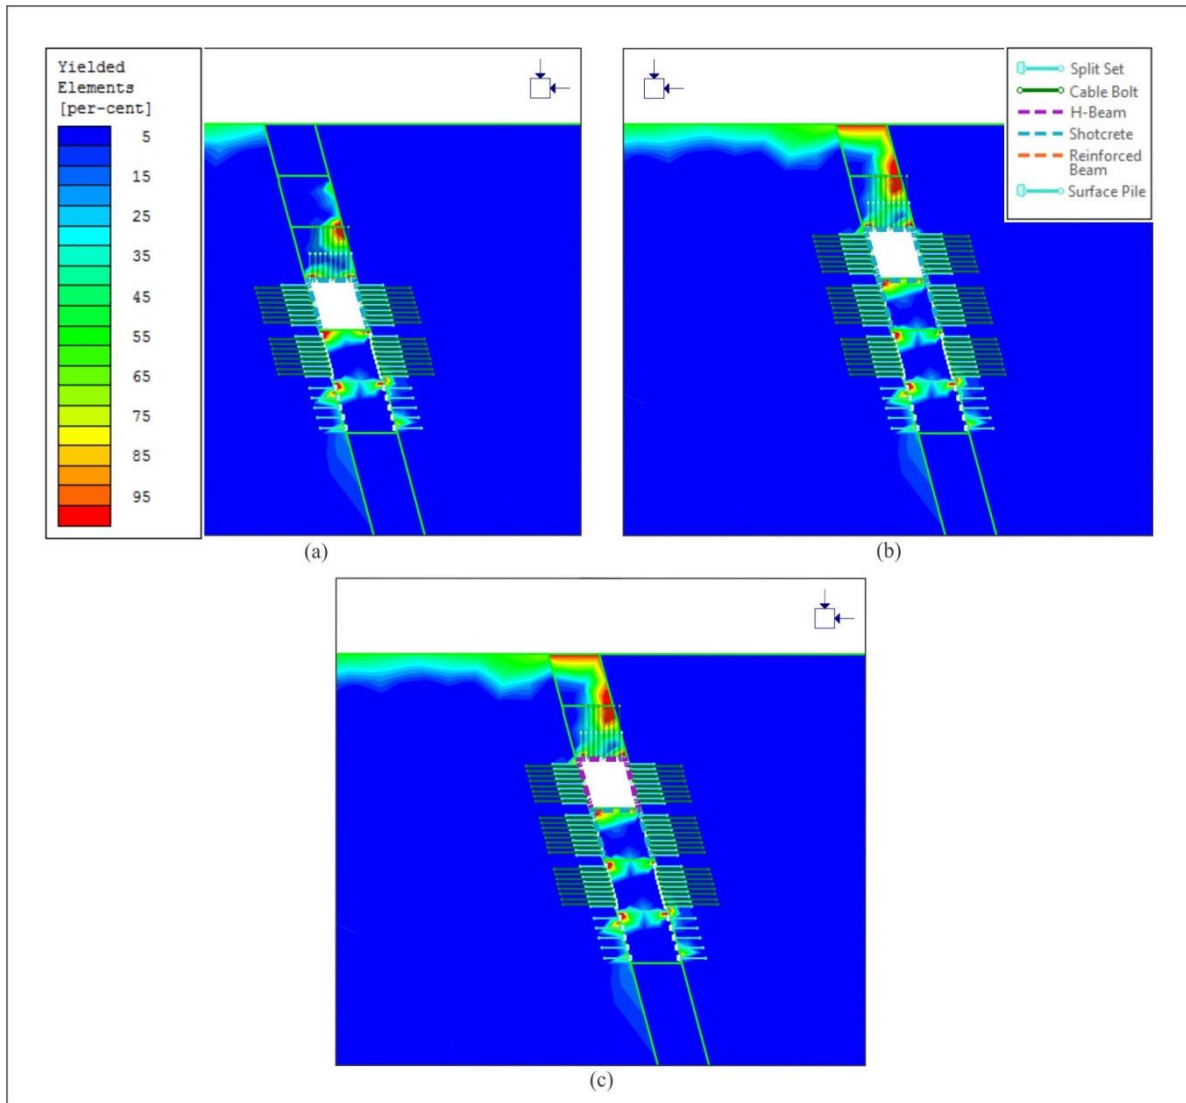 Yielded
Elements
[per-cent]
5
15
25
35
45
55
65
75
85
95
Split Set
Cable Bolt
H-Beam
Shotcrete
Reinforced
Beam
Surface Pile
(a)
(b)
(c)